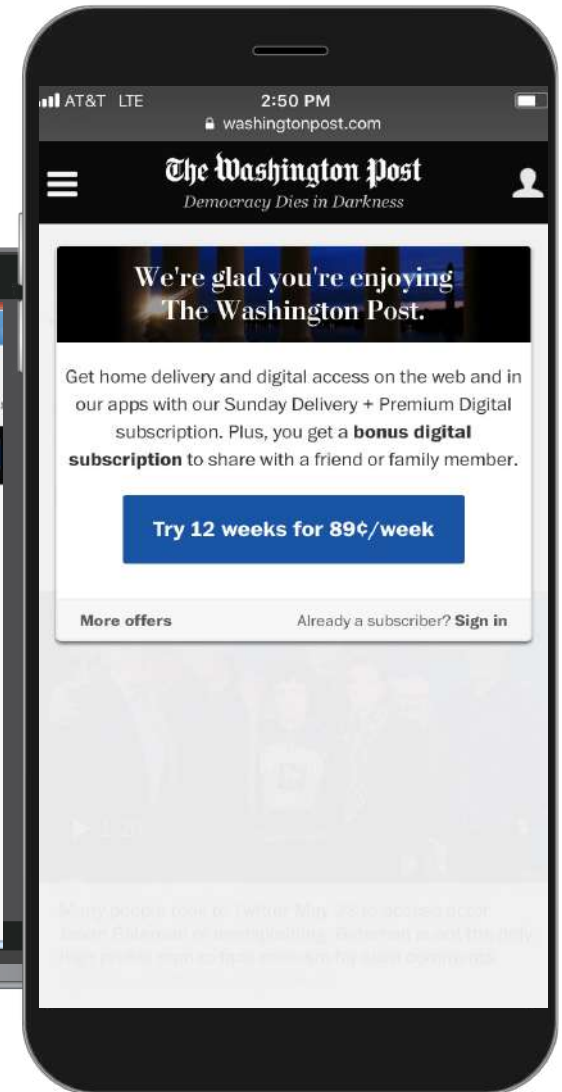 AT&T LTE 2:50 PM
washingtonpost.com
The Washington Post
Democracy Dies in Darkness
We're glad you're enjoying
The Washington Post.
Get home delivery and digital access on the web and in
our apps with our Sunday Delivery + Premium Digital
subscription. Plus, you get a bonus digital
subscription to share with a friend or family member.
Try 12 weeks for 89¢/week
More offers Already a subscriber? Sign in